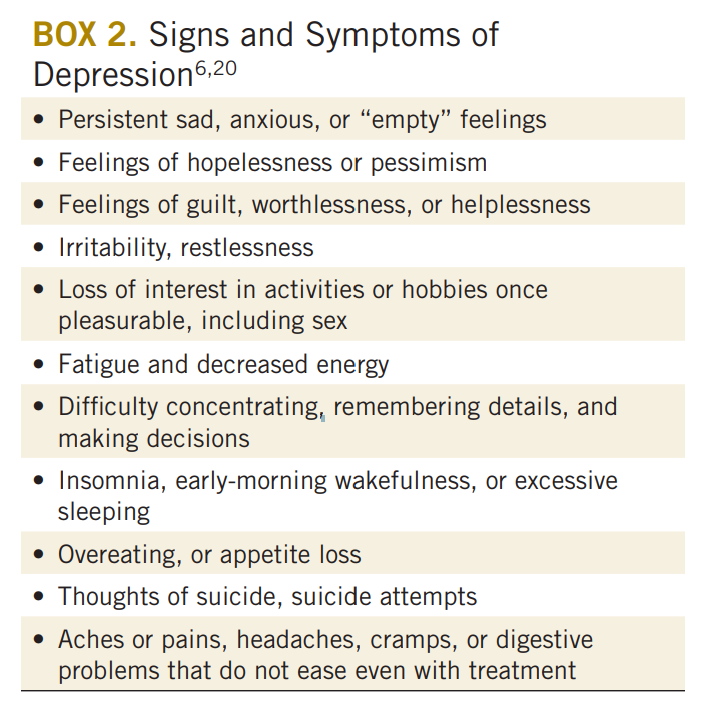 BOX 2. Signs and Symptoms of
Depression6,20
• Persistent sad, anxious, or “empty” feelings
• Feelings of hopelessness or pessimism
• Feelings of guilt, worthlessness, or helplessness
• Irritability, restlessness
• Loss of interest in activities or hobbies once
pleasurable, including sex
• Fatigue and decreased energy
• Difficulty concentrating, remembering details, and
making decisions
• Insomnia, early-morning wakefulness, or excessive
sleeping
• Overeating, or appetite loss
• Thoughts of suicide, suicide attempts
• Aches or pains, headaches, cramps, or digestive
problems that do not ease even with treatment